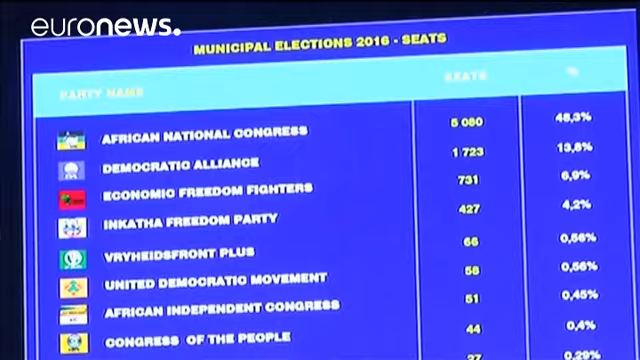 euronews.
MUNICIPAL ELECTIONS 2016 - SEATS
PARTY NAME SEATS %
AFRICAN NATIONAL CONGRESS 5 080 48,3%
DEMOCRATIC ALLIANCE 1 723 13,8%
ECONOMIC FREEDOM FIGHTERS 731 6,9%
INKATHA FREEDOM PARTY 427 4,2%
VRYHEIDSFRONT PLUS 66 0,56%
UNITED DEMOCRATIC MOVEMENT 58 0,56%
AFRICAN INDEPENDENT CONGRESS 51 0,45%
CONGRESS OF THE PEOPLE 44 0,4%
27 0,29%